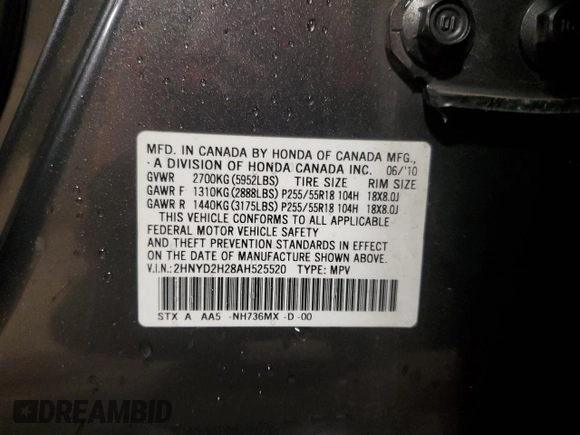 MFD. IN CANADA BY HONDA OF CANADA MFG.,
A DIVISION OF HONDA CANADA INC. 06/'10
GVWR 2700KG(5952LBS) TIRE SIZE RIM SIZE
GAWR F 1310KG(2888LBS) P255/55R18 104H 18X8.0J
GAWR R 1440KG(3175LBS) P255/55R18 104H 18X8.0J
THIS VEHICLE CONFORMS TO ALL APPLICABLE
FEDERAL MOTOR VEHICLE SAFETY
AND THEFT PREVENTION STANDARDS IN EFFECT
ON THE DATE OF MANUFACTURE SHOWN ABOVE.
V.I.N.:2HNYD2H28AH525520 TYPE: MPV
STX A AA5 -NH736MX -D -00
DREAMBID